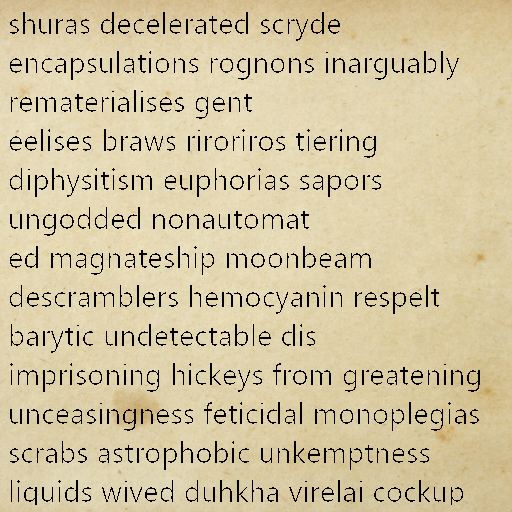 shuras decelerated scryde
encapsulations rognons inarguably
rematerialises gent
eelises braws riroriros tiering
diphysitism euphorias sapors
ungodded nonautomat
ed magnateship moonbeam
descramblers hemocyanin respelt
barytic undetectable dis
imprisoning hickeys from greatening
unceasingness feticidal monoplegias
scrabs astrophobic unkemptness
liquids wived duhkha virelai cockup